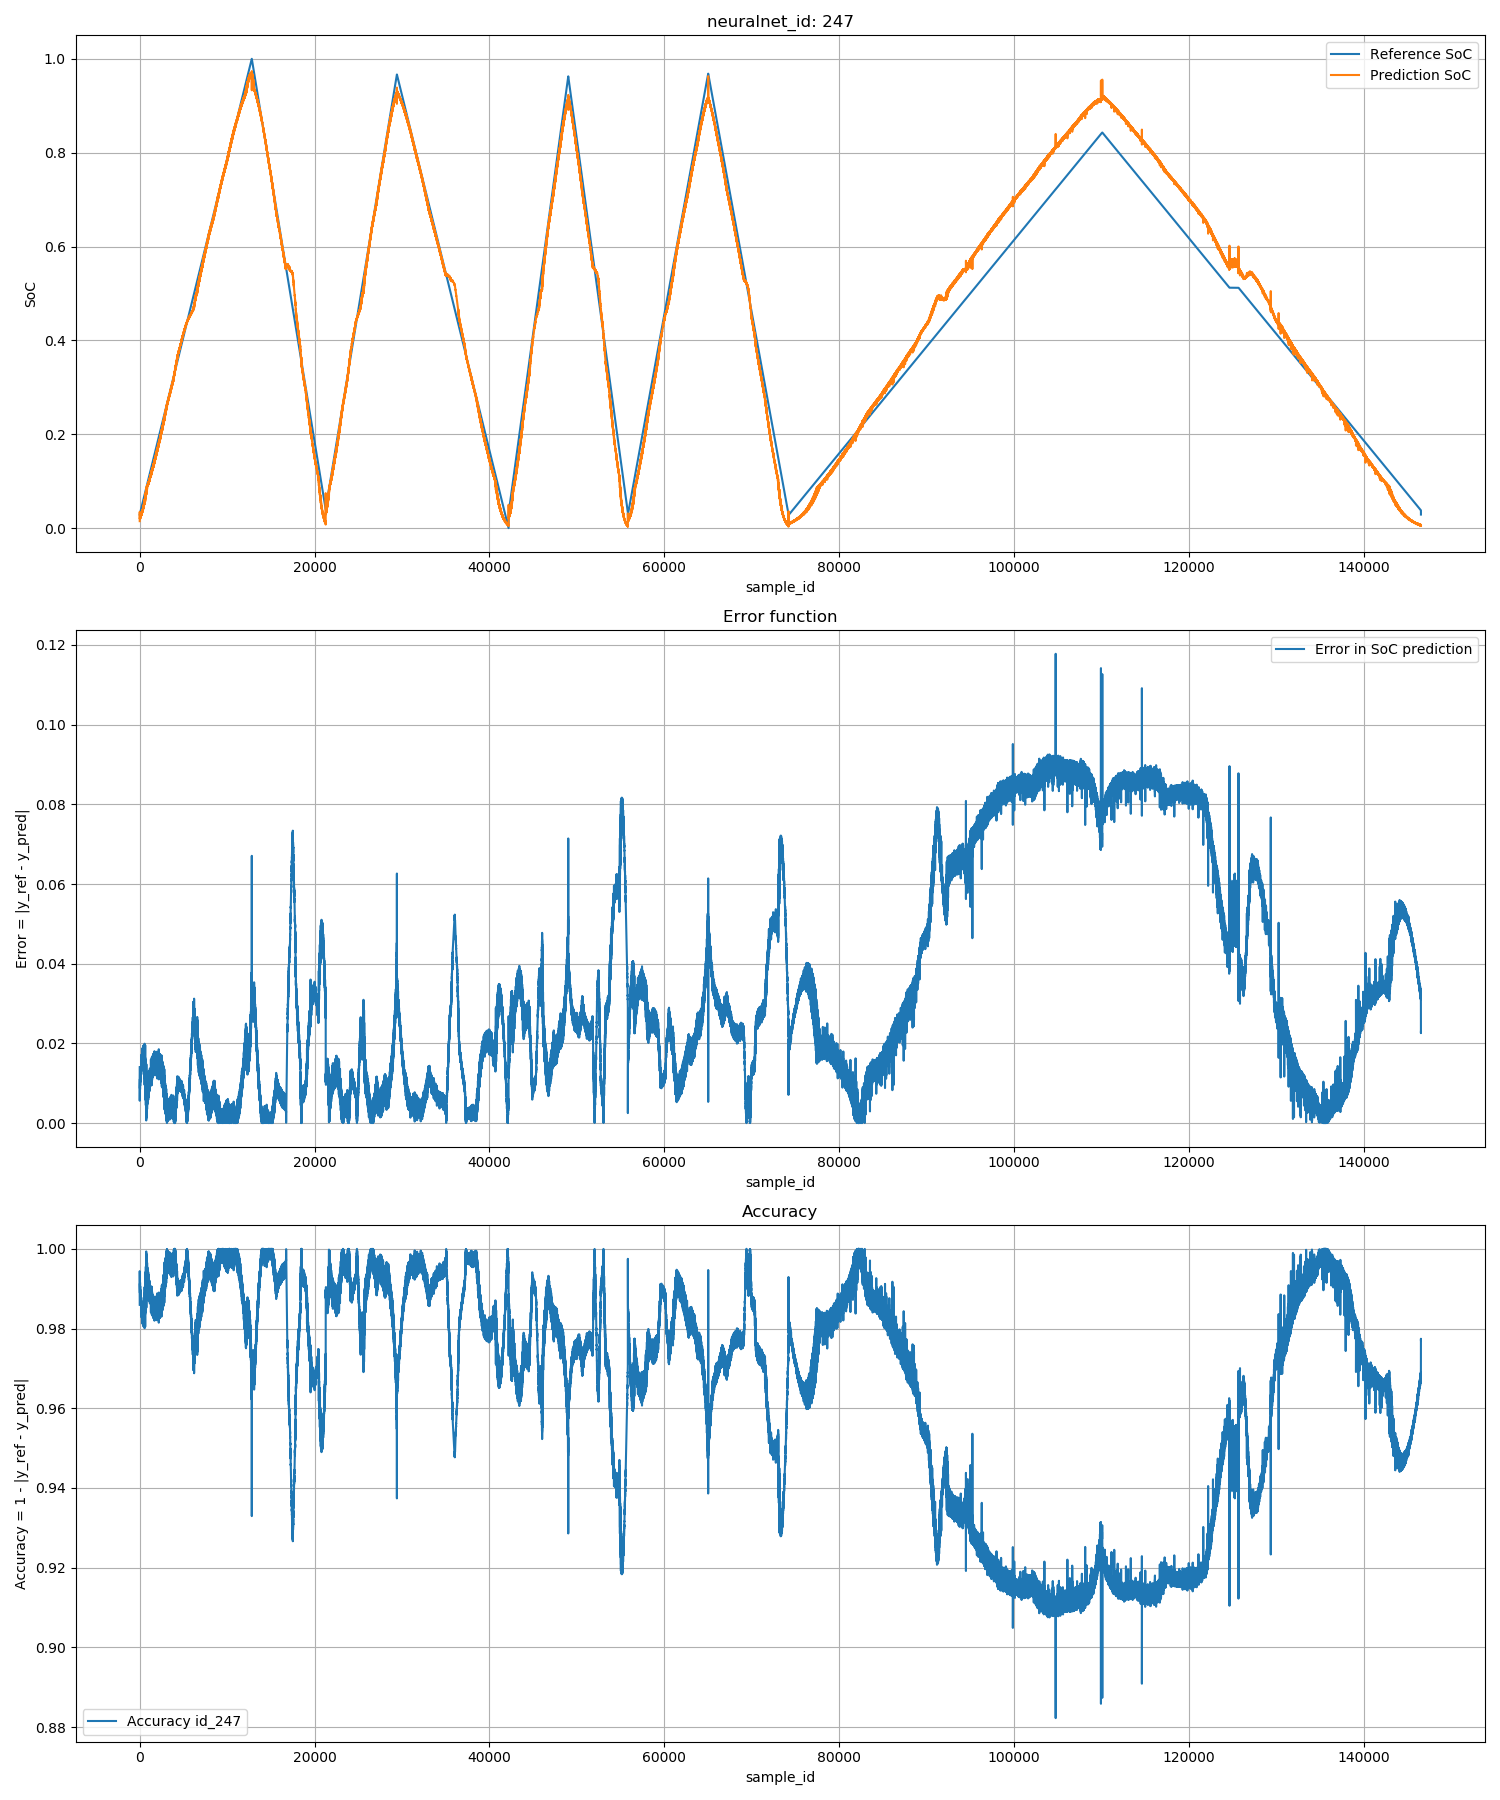 neuralnet_id: 247
Reference SoC
Prediction SoC
1.0
0.8
0.6
0.4
0.2
0.0
SoC
0 20000 40000 60000 80000 100000 120000 140000
sample_id
Error function
Error in SoC prediction
0.12
0.10
0.08
0.06
0.04
0.02
0.00
Error = |y_ref - y_pred|
0 20000 40000 60000 80000 100000 120000 140000
sample_id
Accuracy
1.00
0.98
0.96
0.94
0.92
0.90
0.88
Accuracy = 1 - |y_ref - y_pred|
Accuracy id_247
0 20000 40000 60000 80000 100000 120000 140000
sample_id